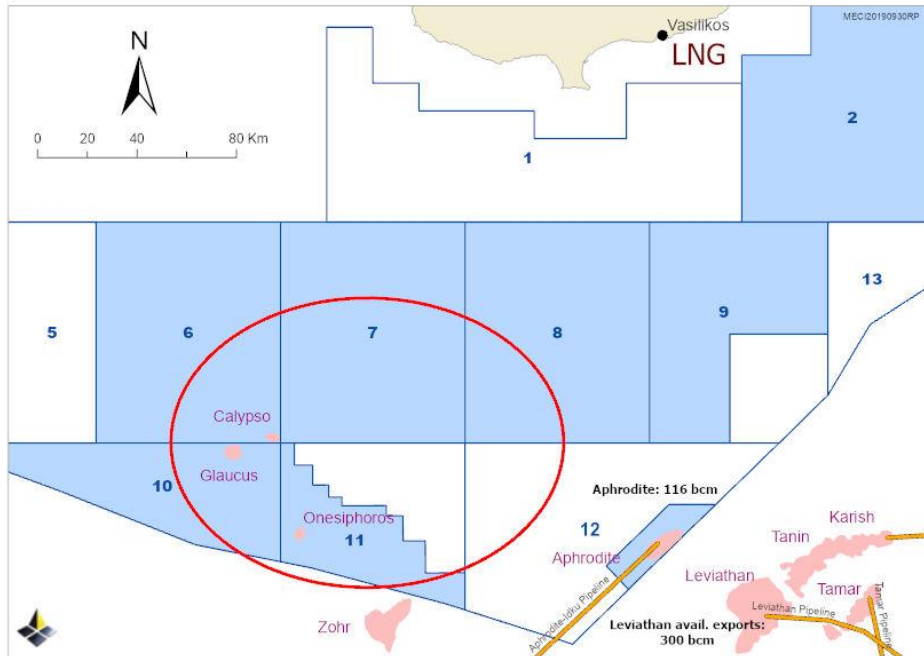 MECI20190930RP
N
Vasilikos
LNG
0 20 40 80 Km
1
2
5
6
7
8
9
13
Calypso
Glaucus
10
Onesiphoros
11
Aphrodite: 116 bcm
12
Aphrodite
Aphrodite-Idku Pipeline
Karish
Tanin
Leviathan
Tamar
Leviathan Pipeline
Tamar Pipeline
Leviathan avail. exports:
300 bcm
Zohr